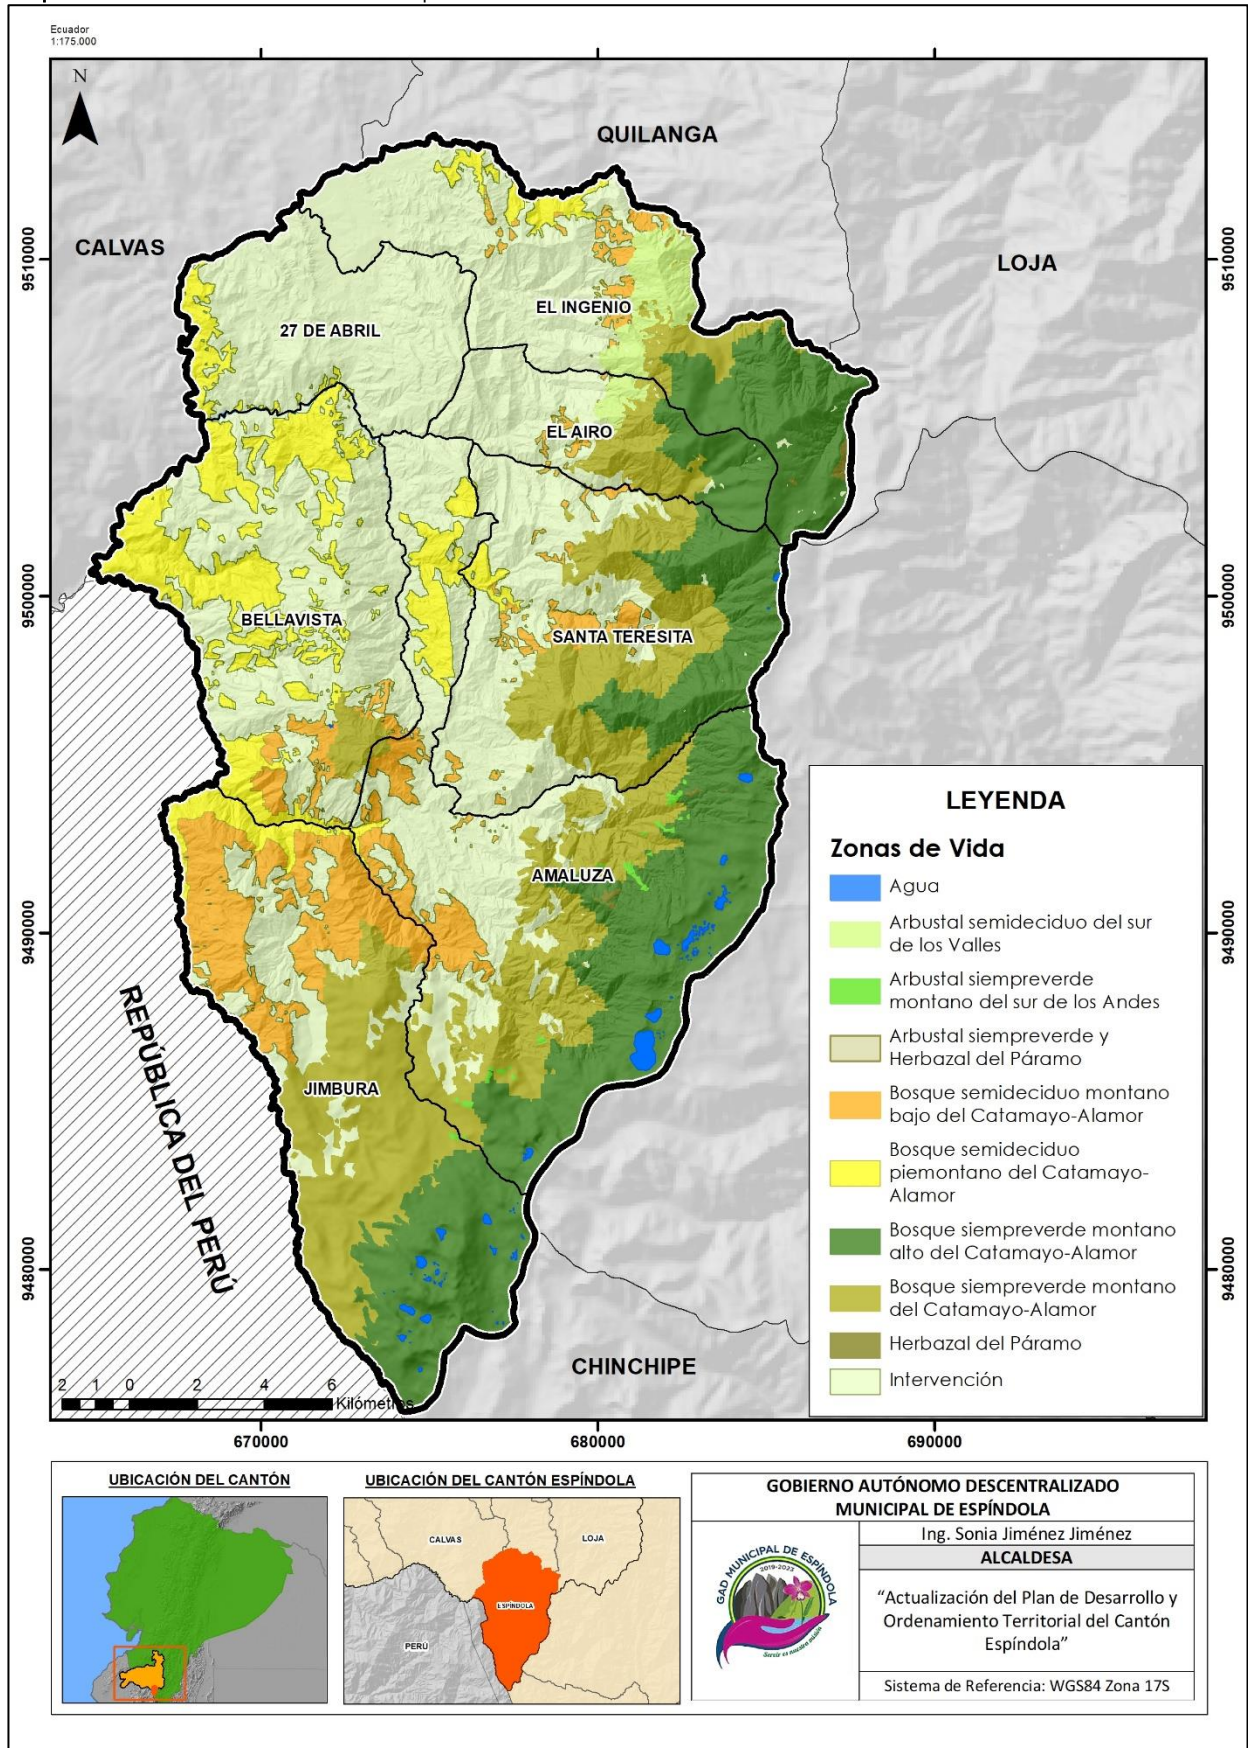 Ecuador
1:175.000
N
QUILANGA
CALVAS
LOJA
9510000
9510000
EL INGENIO
27 DE ABRIL
EL AIRO
9500000
9500000
BELLAVISTA
SANTA TERESITA
AMALUZA
9490000
9490000
REPÚBLICA DEL PERÚ
JIMBURA
9480000
9480000
CHINCHIPE
LEYENDA
Zonas de Vida
Agua
Arbustal semideciduo del sur
de los Valles
Arbustal siempreverde
montano del sur de los Andes
Arbustal siempreverde y
Herbazal del Páramo
Bosque semideciduo montano
bajo del Catamayo-Alamor
Bosque semideciduo
piemontano del Catamayo-
Alamor
Bosque siempreverde montano
alto del Catamayo-Alamor
Bosque siempreverde montano
del Catamayo-Alamor
Herbazal del Páramo
Intervención
2 1 0 2 4 6
Kilómetros
670000 680000 690000
UBICACIÓN DEL CANTÓN
UBICACIÓN DEL CANTÓN ESPÍNDOLA
CALVAS
LOJA
ESPÍNDOLA
PERÚ
GOBIERNO AUTÓNOMO DESCENTRALIZADO
MUNICIPAL DE ESPÍNDOLA
GAD MUNICIPAL DE ESPÍNDOLA
2019-2023
Servir es nuestra misión
Ing. Sonia Jiménez Jiménez
ALCALDESA
“Actualización del Plan de Desarrollo y
Ordenamiento Territorial del Cantón
Espíndola”
Sistema de Referencia: WGS84 Zona 17S